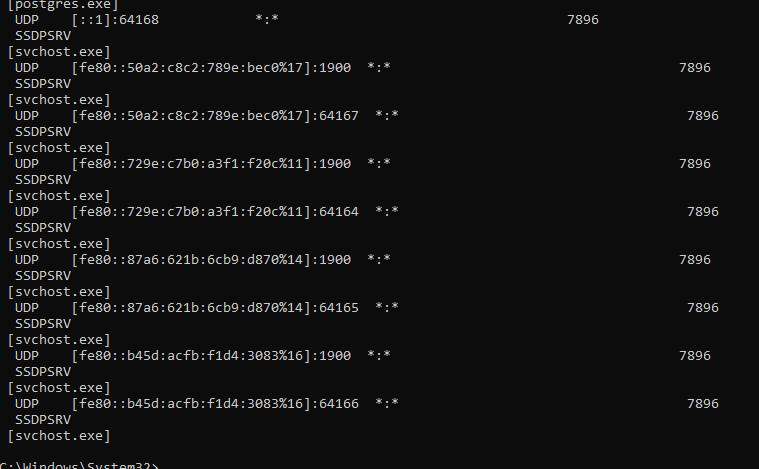 [postgres.exe]
UDP [::1]:64168 *:* 7896
SSDPSRV
[svchost.exe]
UDP [fe80::50a2:c8c2:789e:bec0%17]:1900 *:* 7896
SSDPSRV
[svchost.exe]
UDP [fe80::50a2:c8c2:789e:bec0%17]:64167 *:* 7896
SSDPSRV
[svchost.exe]
UDP [fe80::729e:c7b0:a3f1:f20c%11]:1900 *:* 7896
SSDPSRV
[svchost.exe]
UDP [fe80::729e:c7b0:a3f1:f20c%11]:64164 *:* 7896
SSDPSRV
[svchost.exe]
UDP [fe80::87a6:621b:6cb9:d870%14]:1900 *:* 7896
SSDPSRV
[svchost.exe]
UDP [fe80::87a6:621b:6cb9:d870%14]:64165 *:* 7896
SSDPSRV
[svchost.exe]
UDP [fe80::b45d:acfb:f1d4:3083%16]:1900 *:* 7896
SSDPSRV
[svchost.exe]
UDP [fe80::b45d:acfb:f1d4:3083%16]:64166 *:* 7896
SSDPSRV
[svchost.exe]
C:\Windows\System32>